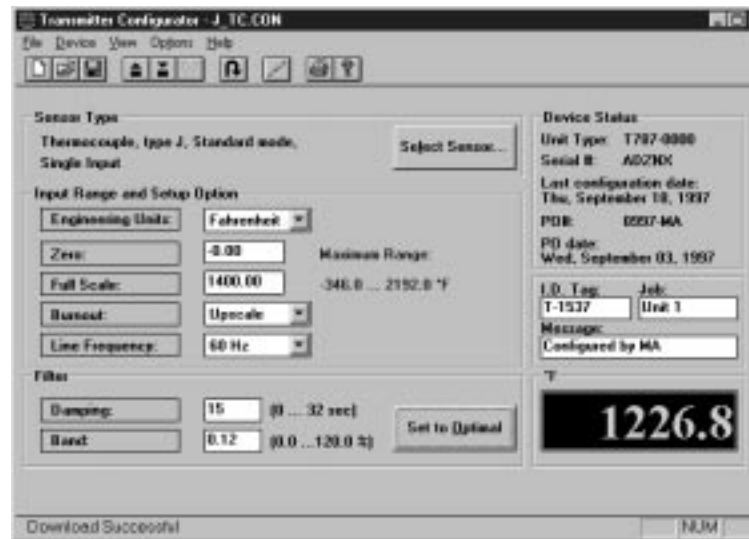 Transmitter Configurator - J_TC.CON
File Device View Options Help
Sensor Type
Thermocouple, type J, Standard mode,
Single Input
Select Sensor...
Input Range and Setup Option
Engineering Units:
Fahrenheit
Zero:
-0.00
Maximum Range:
Full Scale:
1400.00
-346.0 ... 2192.0 °F
Burnout:
Upscale
Line Frequency:
60 Hz
Filter
Damping:
15
(0 ... 32 sec)
Band:
0.12
(0.0 ...120.0 %)
Set to Optimal
Device Status
Unit Type: T787-0000
Serial #:
Last configuration date:
Thu, September 18, 1997
PO#: 0997-MA
PO date:
Wed, September 03, 1997
I.D. Tag: Job:
T-1537 Unit 1
Message:
Configured by MA
°F
1226.8
Download Successful
NUM